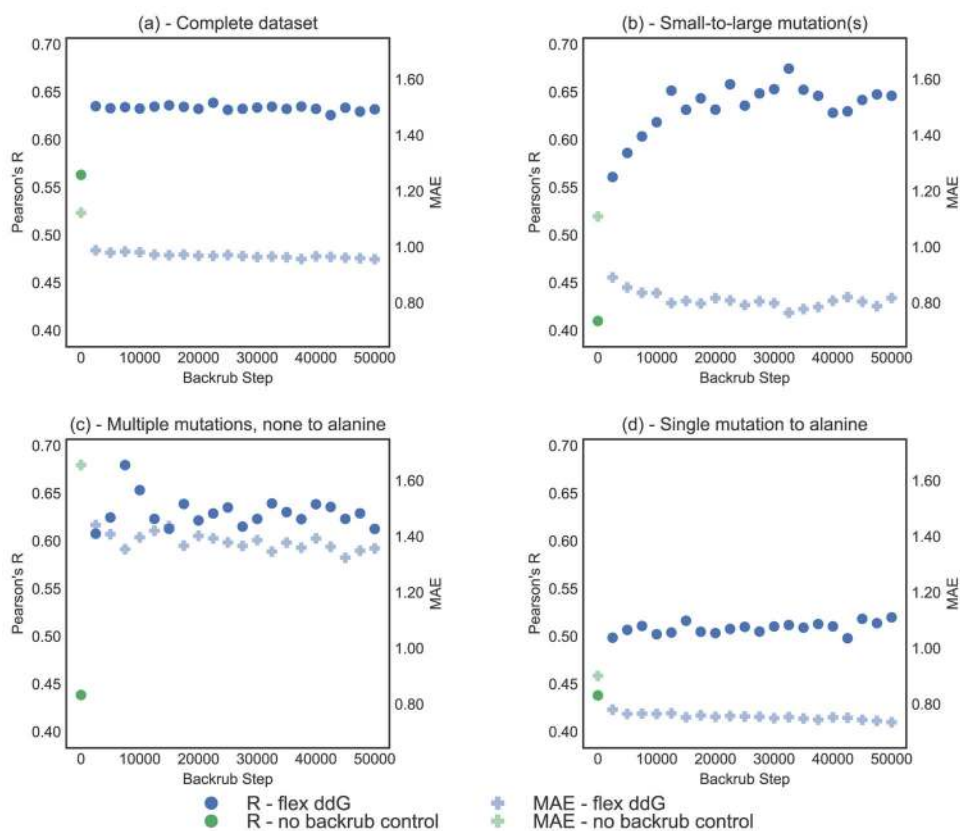 (a) - Complete dataset
0.70
0.65
0.60
0.55
0.50
0.45
0.40
Pearson's R
1.60
1.40
1.20
1.00
0.80
MAE
0 10000 20000 30000 40000 50000
Backrub Step
(b) - Small-to-large mutation(s)
0.70
0.65
0.60
0.55
0.50
0.45
0.40
Pearson's R
1.60
1.40
1.20
1.00
0.80
MAE
0 10000 20000 30000 40000 50000
Backrub Step
(c) - Multiple mutations, none to alanine
0.70
0.65
0.60
0.55
0.50
0.45
0.40
Pearson's R
1.60
1.40
1.20
1.00
0.80
MAE
0 10000 20000 30000 40000 50000
Backrub Step
(d) - Single mutation to alanine
0.70
0.65
0.60
0.55
0.50
0.45
0.40
Pearson's R
1.60
1.40
1.20
1.00
0.80
MAE
0 10000 20000 30000 40000 50000
Backrub Step
R - flex ddG
R - no backrub control
MAE - flex ddG
MAE - no backrub control